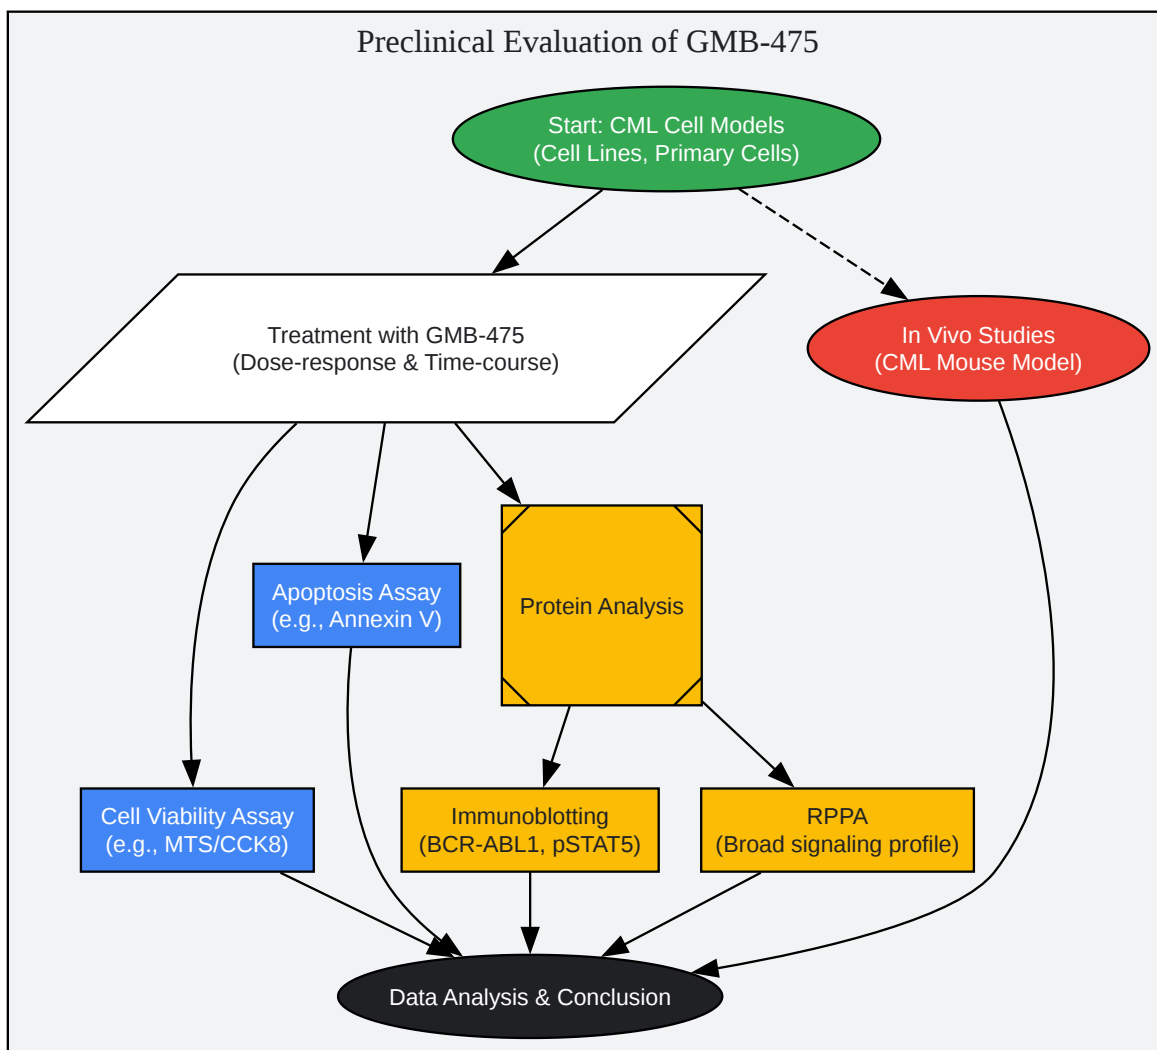 Preclinical Evaluation of GMB-475
Start: CML Cell Models
(Cell Lines, Primary Cells)
Treatment with GMB-475
(Dose-response & Time-course)
In Vivo Studies
(CML Mouse Model)
Apoptosis Assay
(e.g., Annexin V)
Protein Analysis
Cell Viability Assay
(e.g., MTS/CCK8)
Immunoblotting
(BCR-ABL1, pSTAT5)
RPPA
(Broad signaling profile)
Data Analysis & Conclusion